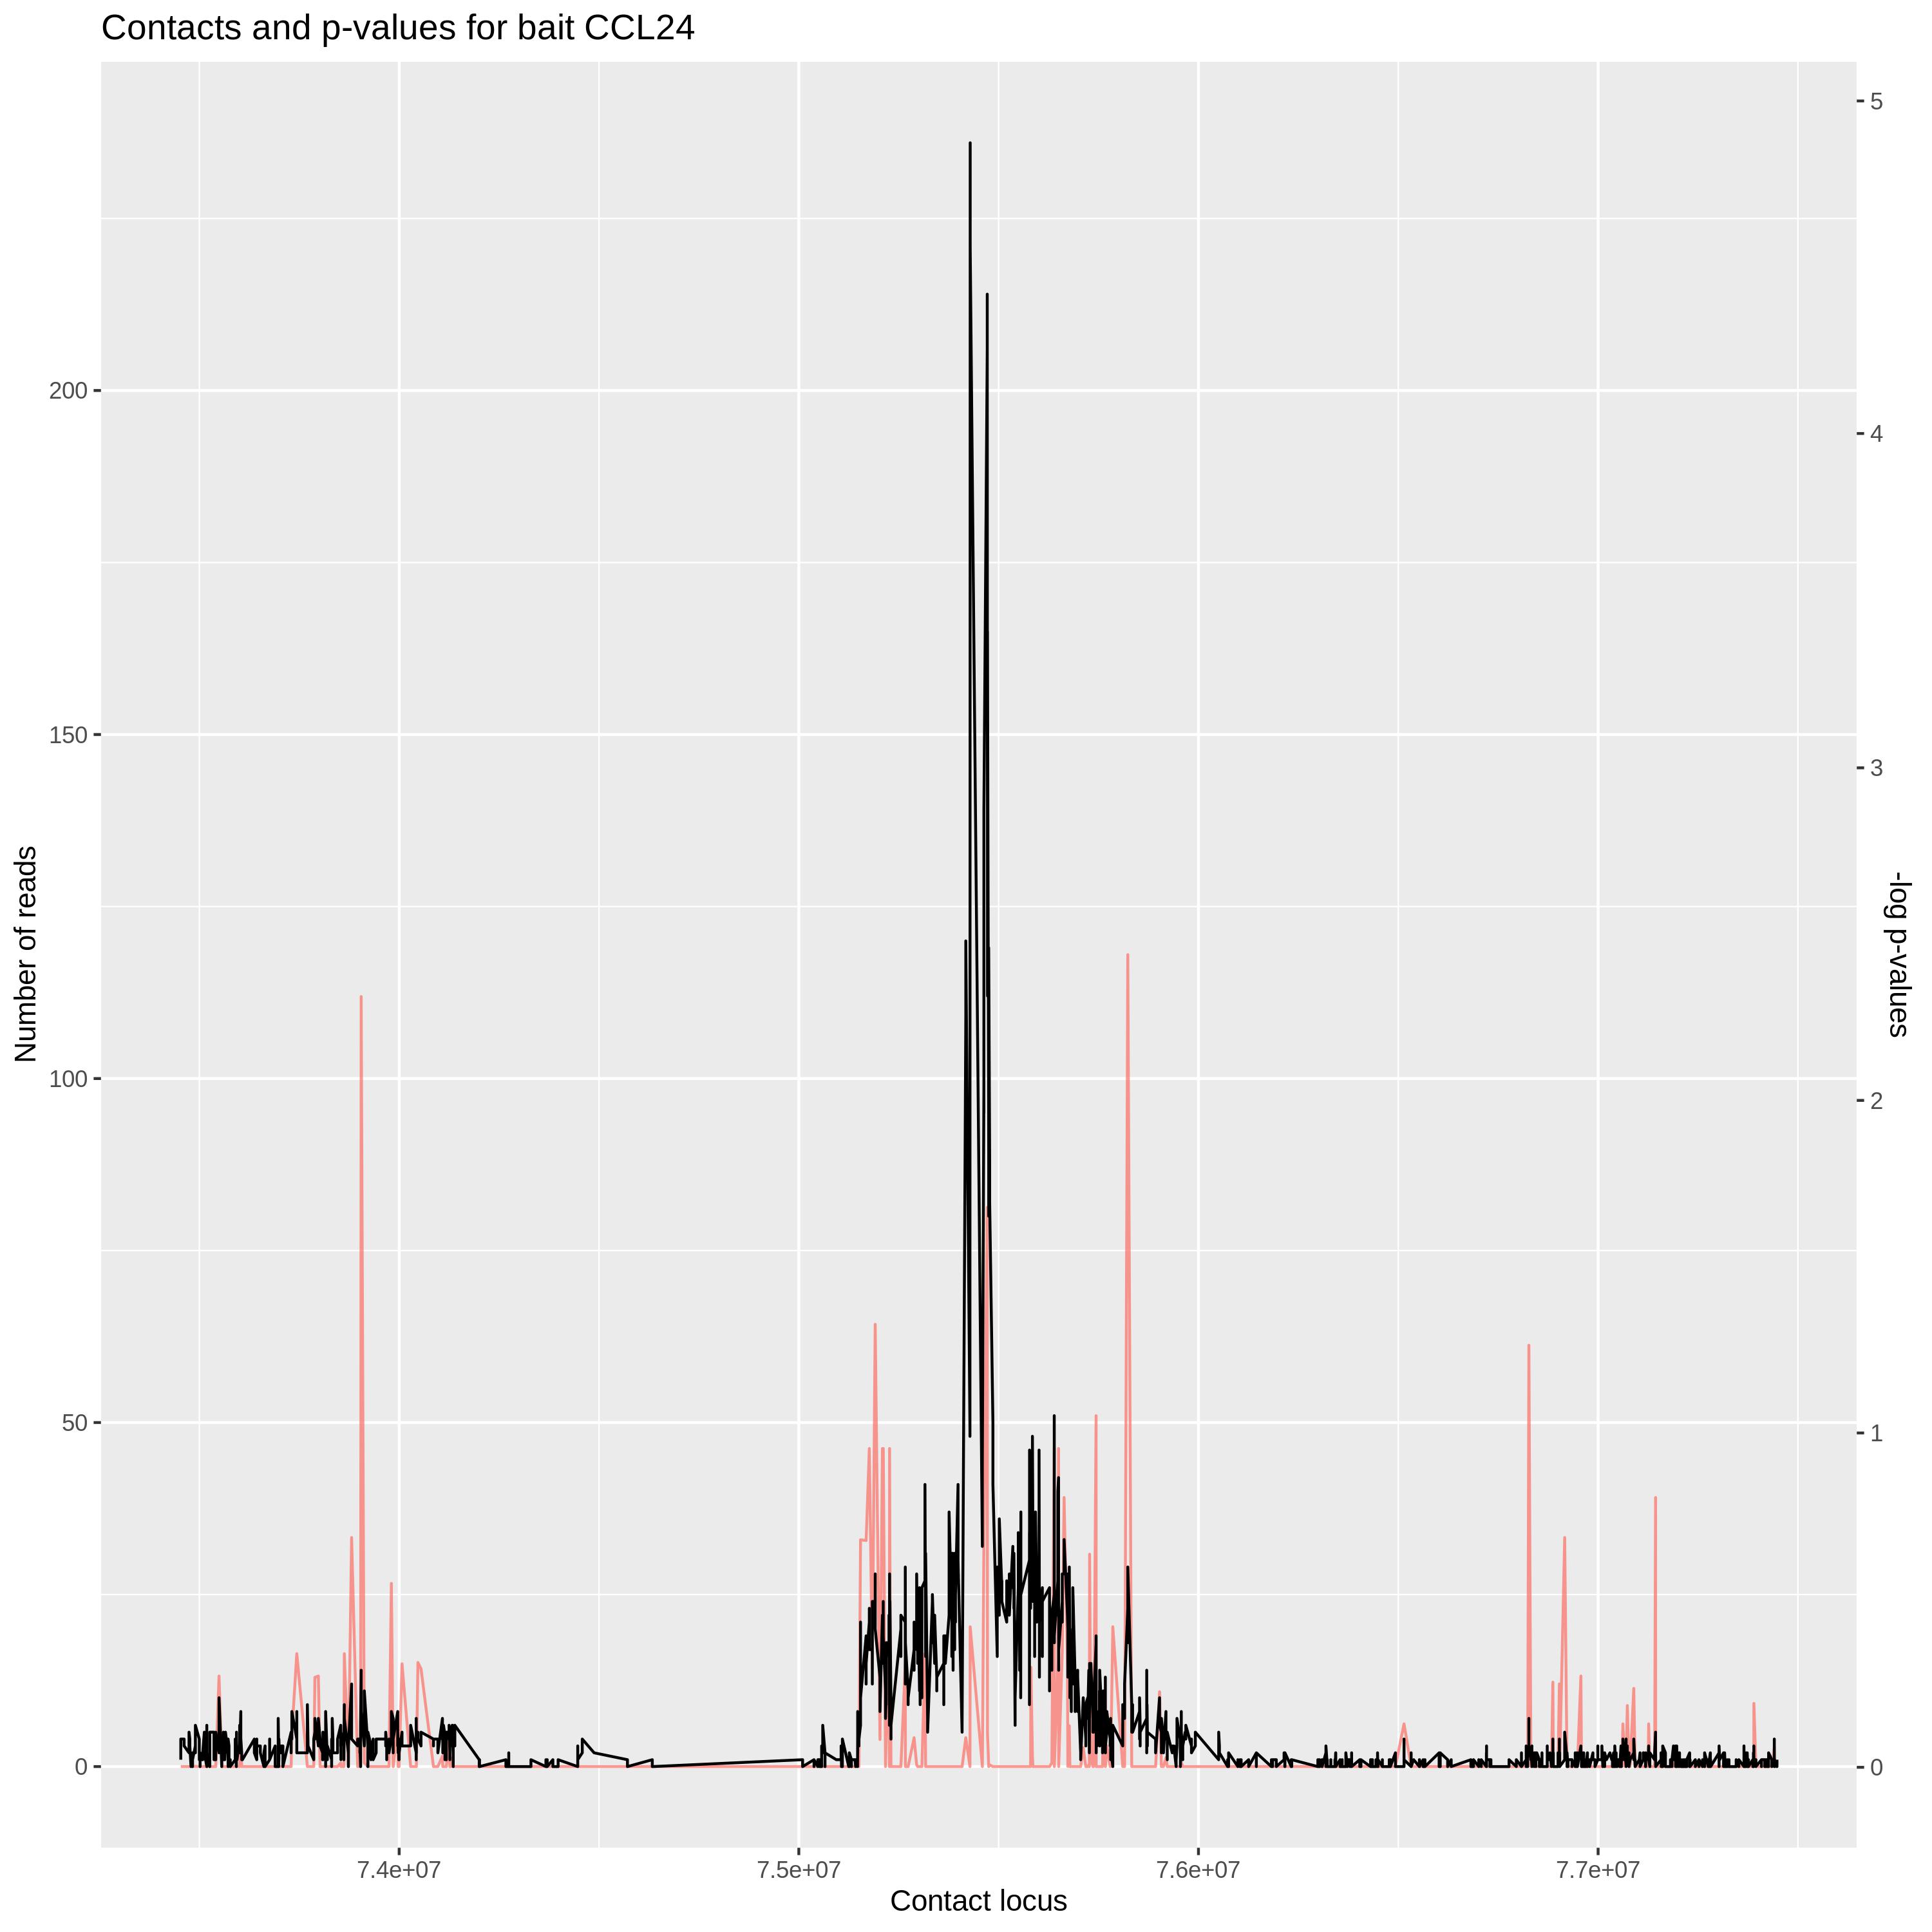 Contacts and p-values for bait CCL24
Number of reads
200
150
100
50
0
5
4
3
2
1
0
-log p-values
7.4e+07
7.5e+07
7.6e+07
7.7e+07
Contact locus